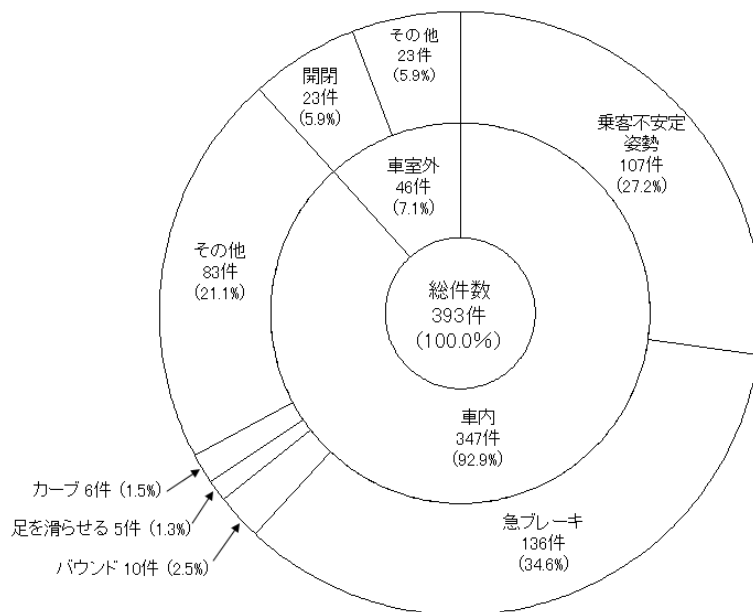 その他
23件
(5.9%)
開閉
23件
(5.9%)
乗客不安定
姿勢
107件
(27.2%)
車室外
46件
(7.1%)
その他
83件
(21.1%)
総件数
393件
(100.0%)
車内
347件
(92.9%)
カーブ 6件 (1.5%)
足を滑らせる 5件 (1.3%)
バウンド 10件 (2.5%)
急ブレーキ
136件
(34.6%)